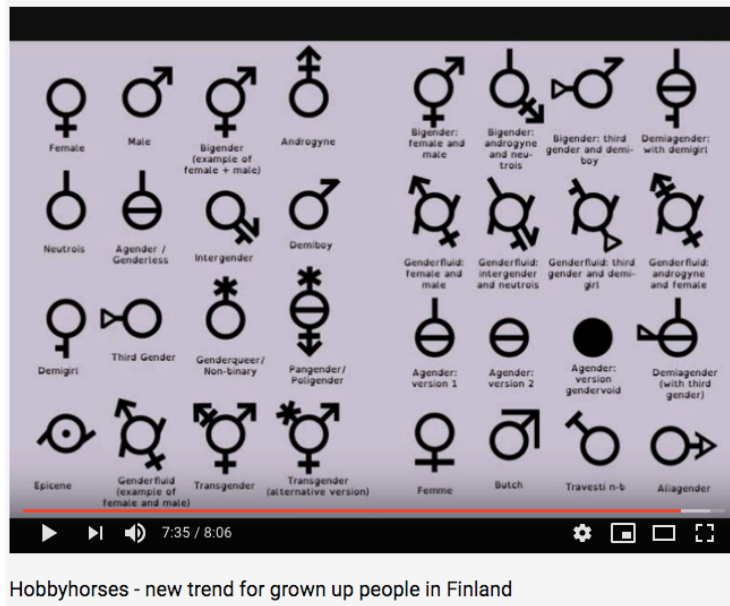 Female
Male
Bigender
(example of
female + male)
Androgyne
Bigender:
female and
male
Bigender:
androgyne
and neu-
trois
Bigender: third
gender and demi-
boy
Demiagender:
with demigirl
Neutrois
Agender /
Genderless
Intergender
Demiboy
Genderfluid:
female and
male
Genderfluid:
intergender
and neutrois
Genderfluid: third
gender and demi-
girl
Genderfluid:
androgyne
and female
Demigirl
Third Gender
Genderqueer/
Non-binary
Pangender/
Poligender
Agender:
version 1
Agender:
version 2
Agender:
version
gendervoid
Demiagender
(with third
gender)
Epicene
Genderfluid
(example of
female and male)
Transgender
Transgender
(alternative version)
Femme
Butch
Travesti n-b
Aliagender
7:35 / 8:06
Hobbyhorses - new trend for grown up people in Finland